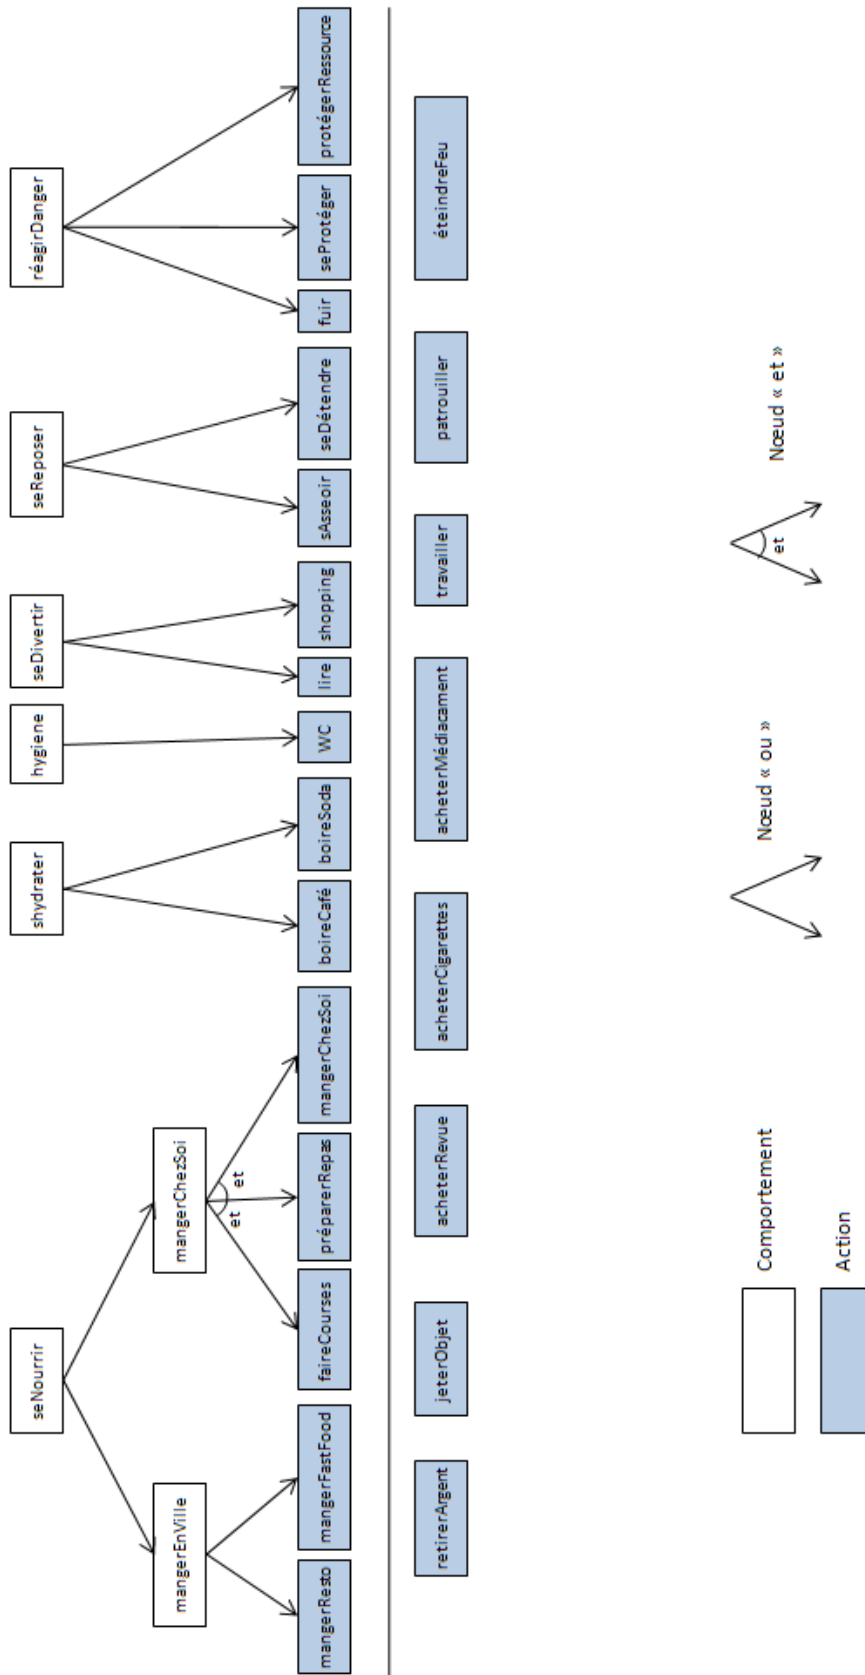 seNourrir
shydrater
hygiene
seDivertir
seReposer
réagirDanger
mangerEnVille
mangerChezSoi
et
et
mangerResto
mangerFastFood
faireCourses
préparerRepas
mangerChezSoi
boireCafé
boireSoda
WC
lire
shopping
sAsseoir
seDétendre
fuir
seProtéger
protégerRessource
retirerArgent
jeterObjet
acheterRevue
acheterCigarettes
acheterMédiacament
travailler
patrouiller
éteindreFeu
Comportement
Action
Nœud « ou »
et
Nœud « et »